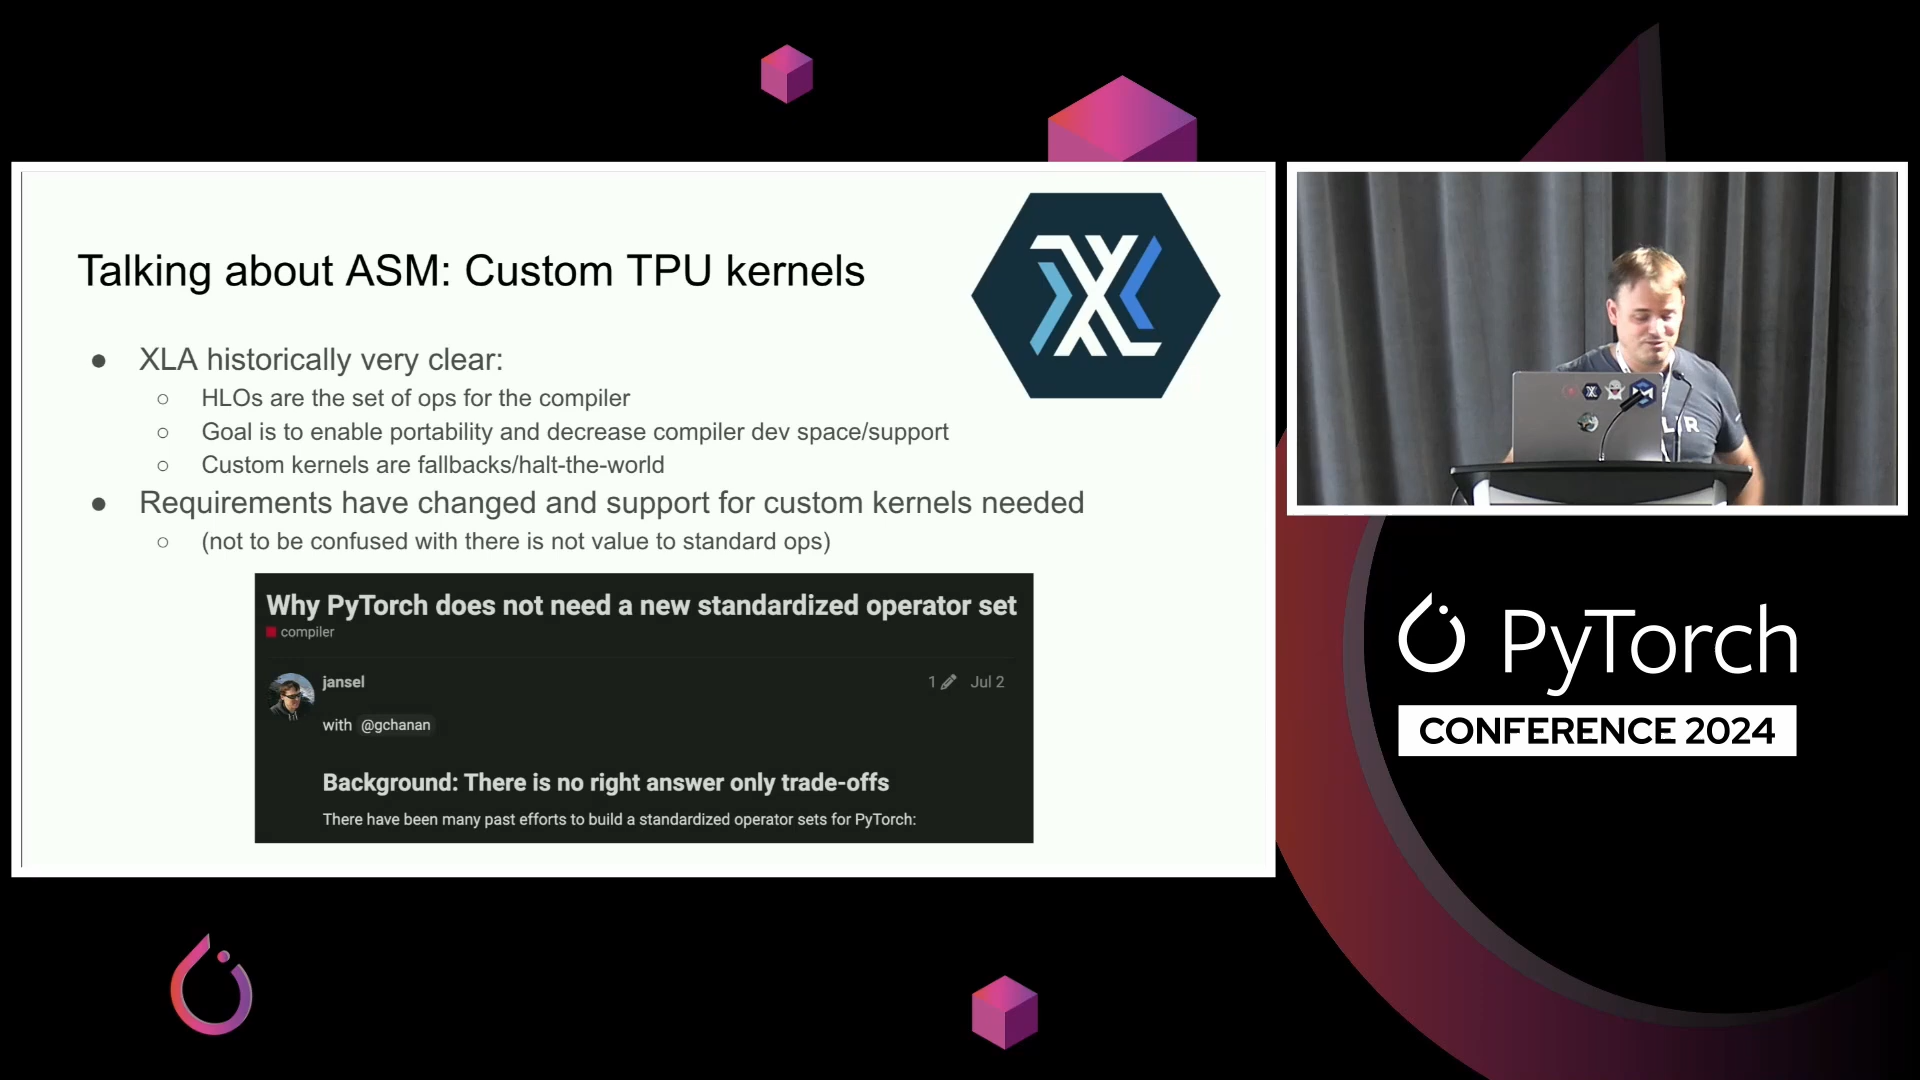 Talking about ASM: Custom TPU kernels
● XLA historically very clear:
○ HLOs are the set of ops for the compiler
○ Goal is to enable portability and decrease compiler dev space/support
○ Custom kernels are fallbacks/halt-the-world
● Requirements have changed and support for custom kernels needed
○ (not to be confused with there is not value to standard ops)
Why PyTorch does not need a new standardized operator set
compiler
jansel
1 Jul 2
with @gchanan
Background: There is no right answer only trade-offs
There have been many past efforts to build a standardized operator sets for PyTorch:
PyTorch
CONFERENCE 2024